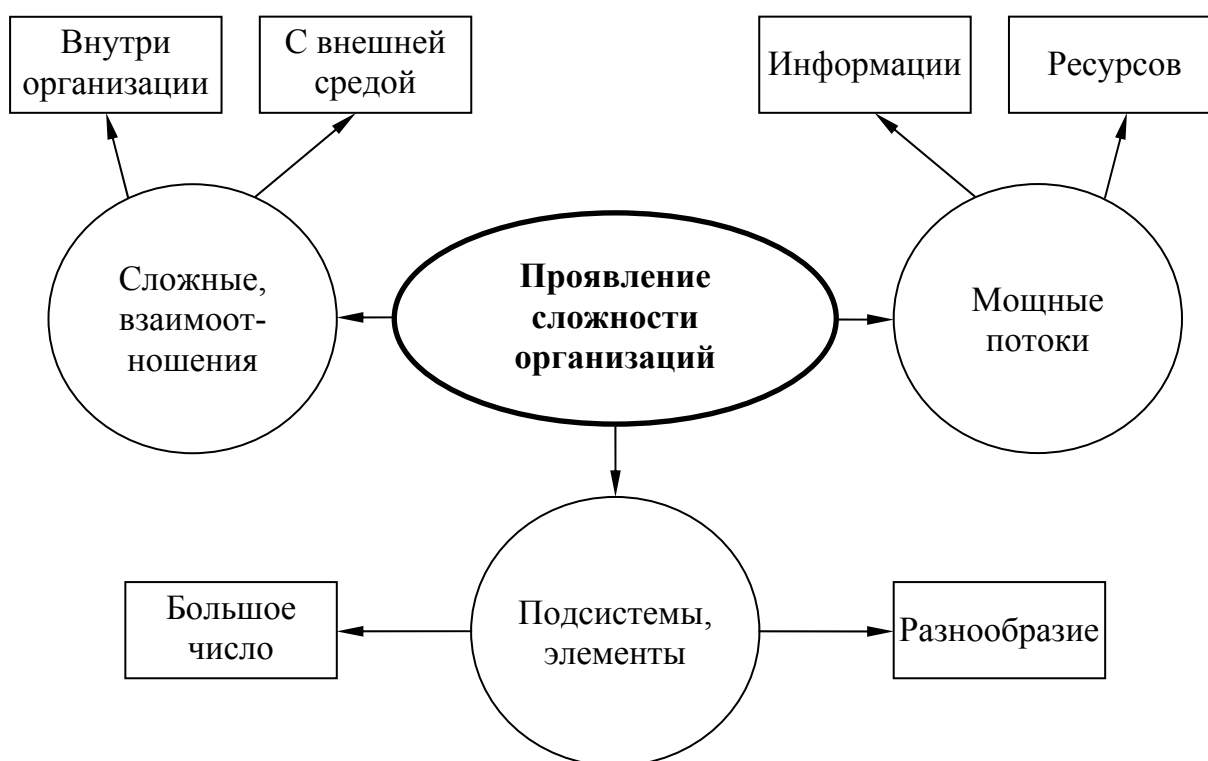 Внутри
организации
С внешней
средой
Информации
Ресурсов
Сложные,
взаимоот-
ношения
Проявление
сложности
организаций
Мощные
потоки
Большое
число
Подсистемы,
элементы
Разнообразие